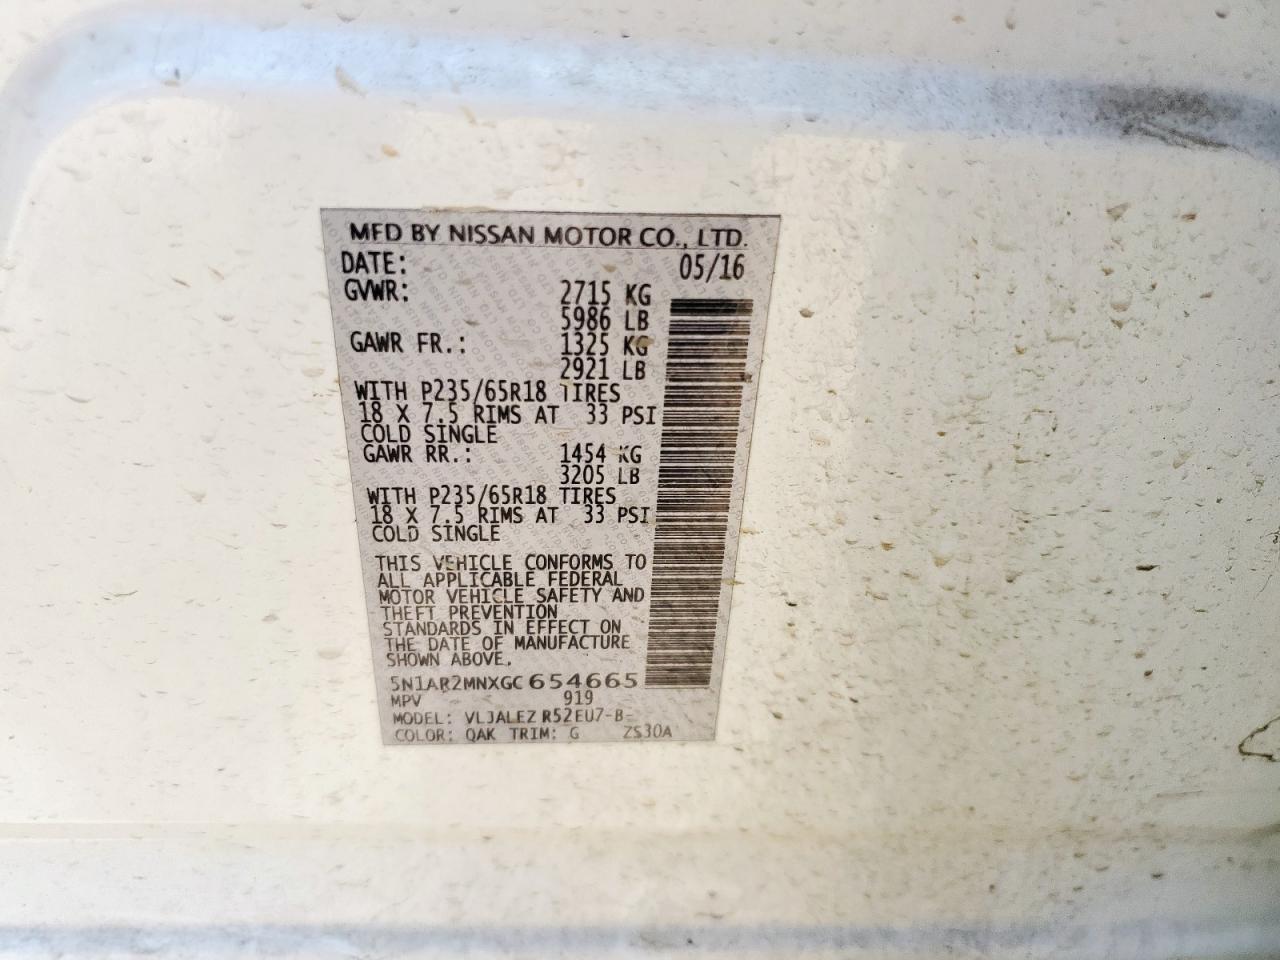 MFD BY NISSAN MOTOR CO., LTD.
DATE: 05/16
GVWR: 2715 KG
5986 LB
GAWR FR.: 1325 KG
2921 LB
WITH P235/65R18 TIRES
18 X 7.5 RIMS AT 33 PSI
COLD SINGLE
GAWR RR.: 1454 KG
3205 LB
WITH P235/65R18 TIRES
18 X 7.5 RIMS AT 33 PSI
COLD SINGLE
THIS VEHICLE CONFORMS TO
ALL APPLICABLE FEDERAL
MOTOR VEHICLE SAFETY AND
THEFT PREVENTION
STANDARDS IN EFFECT ON
THE DATE OF MANUFACTURE
SHOWN ABOVE.
5N1AR2MNXGC654665
MPV 919
MODEL: VLJALEZ R52EU7-B-
COLOR: QAK TRIM: G ZS30A